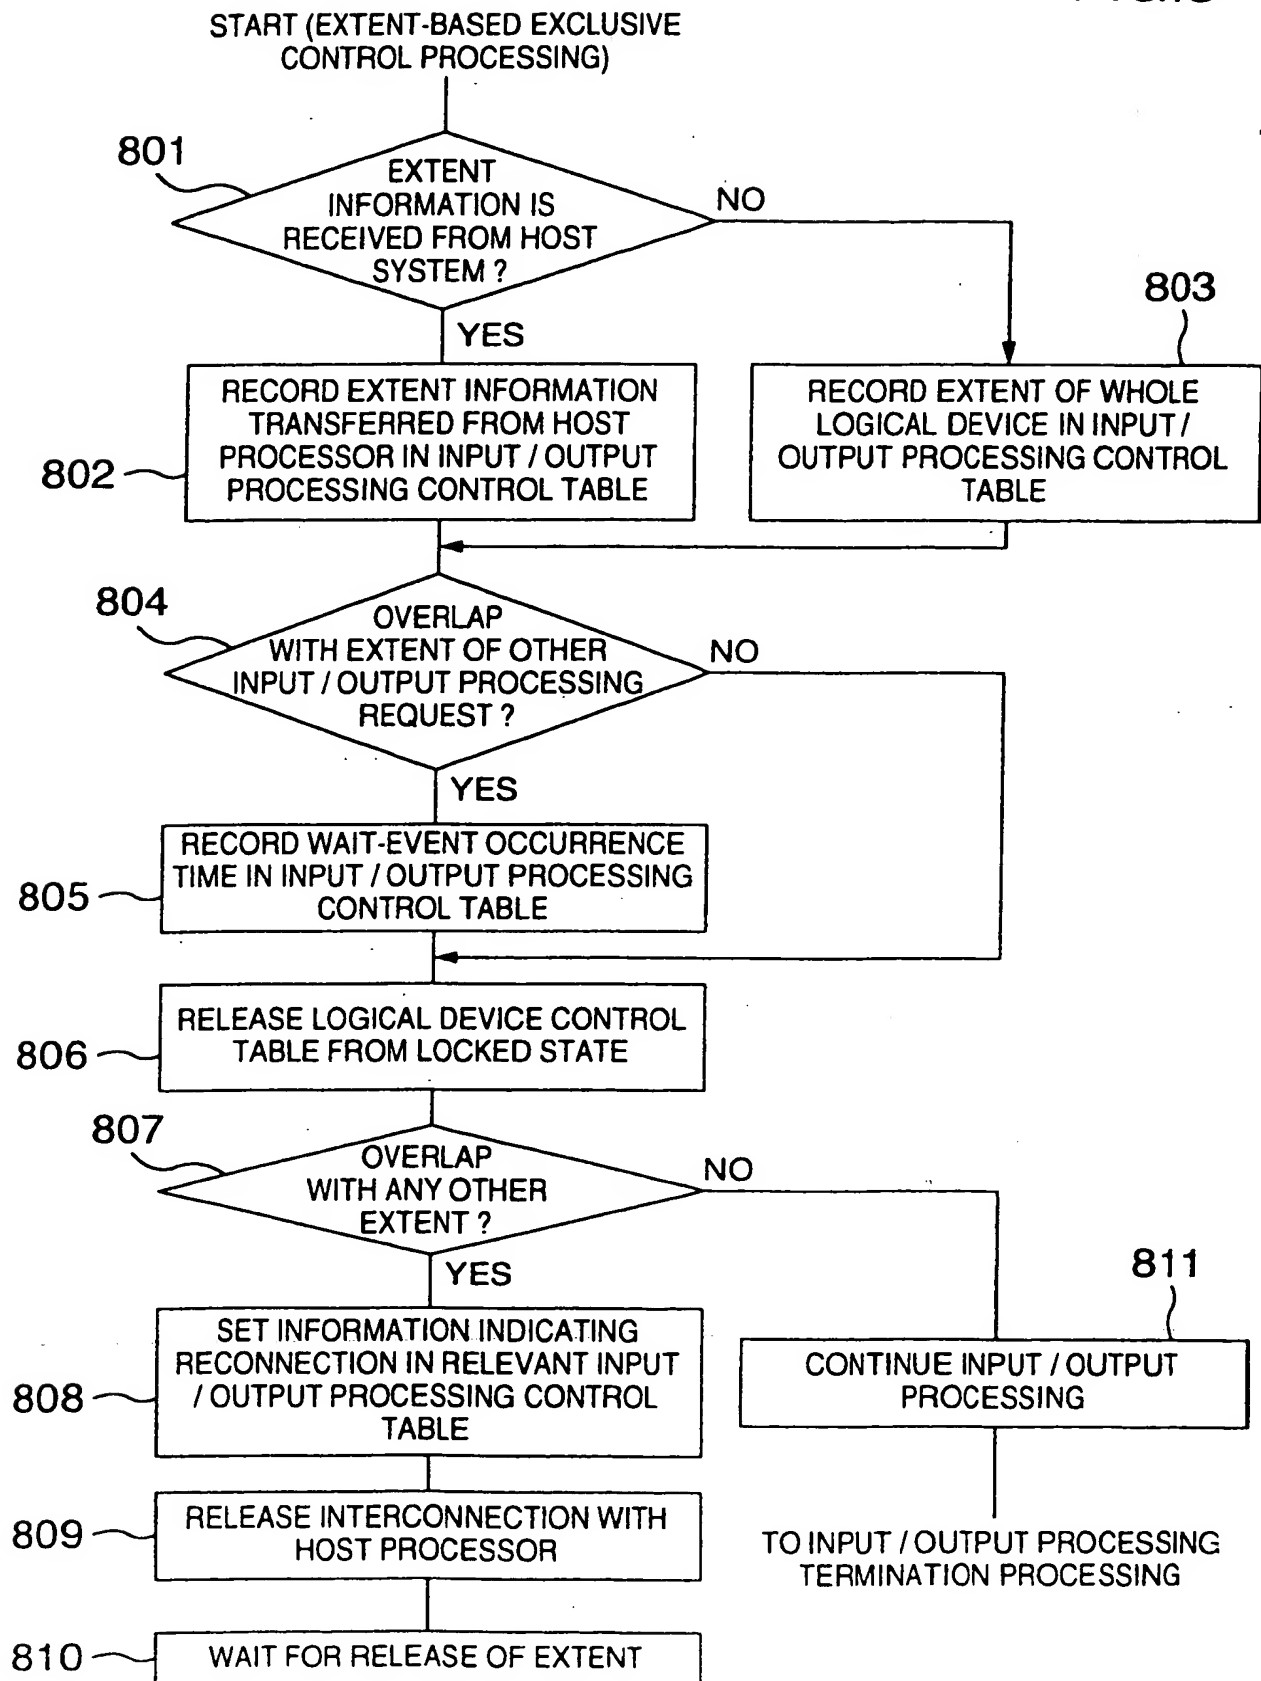 START (EXTENT-BASED EXCLUSIVE
CONTROL PROCESSING)
801
EXTENT
INFORMATION IS
RECEIVED FROM HOST
SYSTEM ?
NO
YES
803
802
RECORD EXTENT INFORMATION
TRANSFERRED FROM HOST
PROCESSOR IN INPUT / OUTPUT
PROCESSING CONTROL TABLE
RECORD EXTENT OF WHOLE
LOGICAL DEVICE IN INPUT /
OUTPUT PROCESSING CONTROL
TABLE
804
OVERLAP
WITH EXTENT OF OTHER
INPUT / OUTPUT PROCESSING
REQUEST ?
NO
YES
805
RECORD WAIT-EVENT OCCURRENCE
TIME IN INPUT / OUTPUT PROCESSING
CONTROL TABLE
806
RELEASE LOGICAL DEVICE CONTROL
TABLE FROM LOCKED STATE
807
OVERLAP
WITH ANY OTHER
EXTENT ?
NO
YES
811
808
SET INFORMATION INDICATING
RECONNECTION IN RELEVANT INPUT
/ OUTPUT PROCESSING CONTROL
TABLE
CONTINUE INPUT / OUTPUT
PROCESSING
809
RELEASE INTERCONNECTION WITH
HOST PROCESSOR
TO INPUT / OUTPUT PROCESSING
TERMINATION PROCESSING
810
WAIT FOR RELEASE OF EXTENT